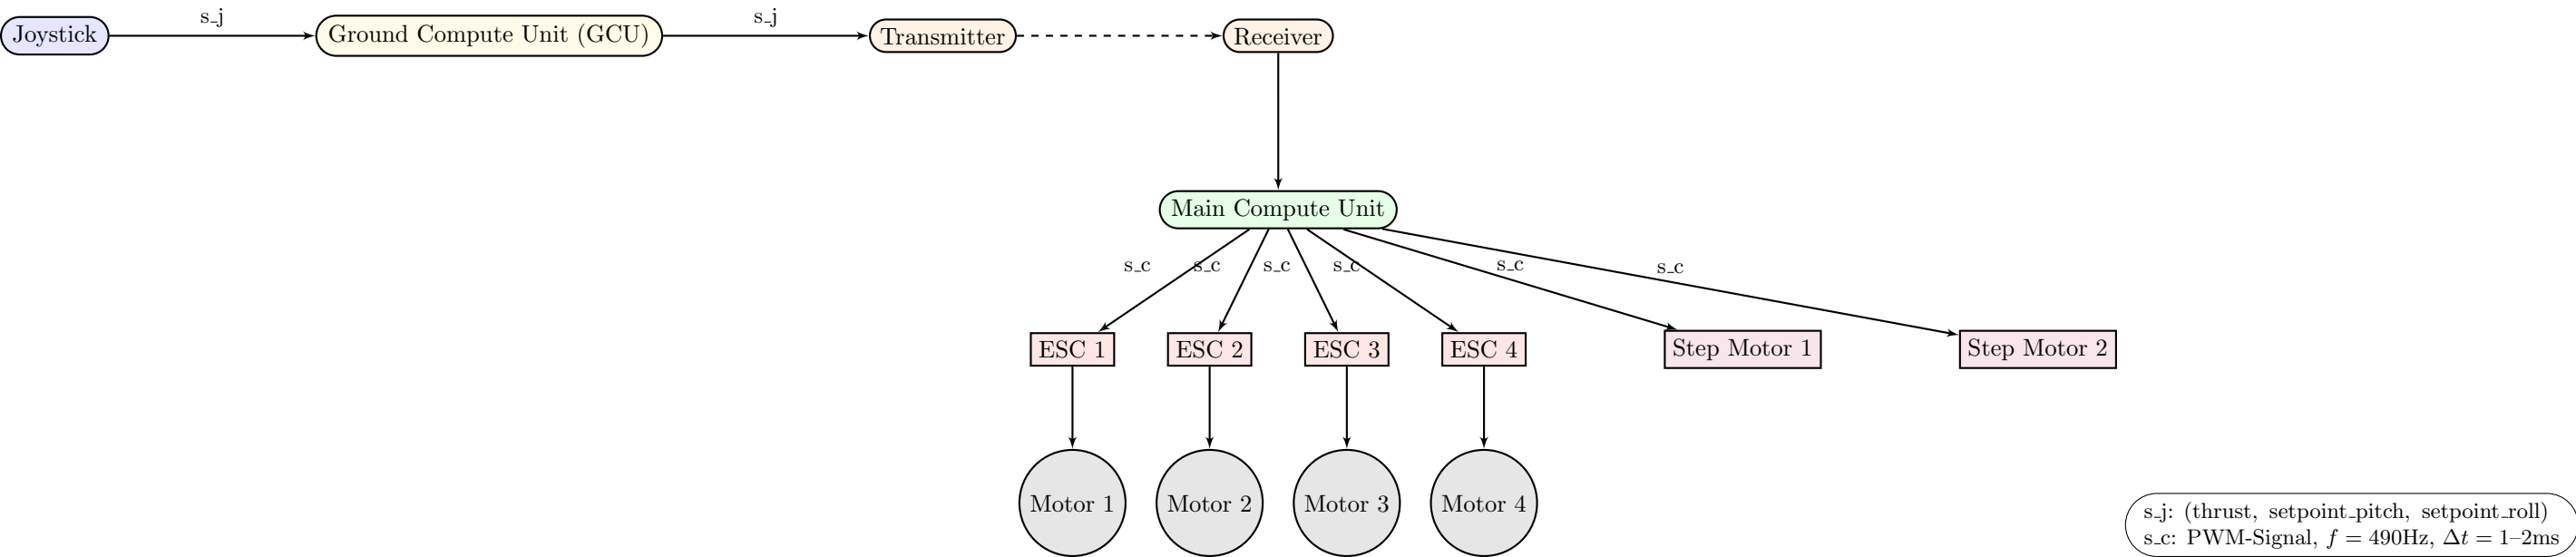 s_j
s_j
Joystick
Ground Compute Unit (GCU)
Transmitter
Receiver
Main Compute Unit
s_c
s_c
s_c
s_c
s_c
s_c
ESC 1
ESC 2
ESC 3
ESC 4
Step Motor 1
Step Motor 2
Motor 1
Motor 2
Motor 3
Motor 4
s_j: (thrust, setpoint_pitch, setpoint_roll)
s_c: PWM-Signal, f = 490Hz, Δt = 1–2ms